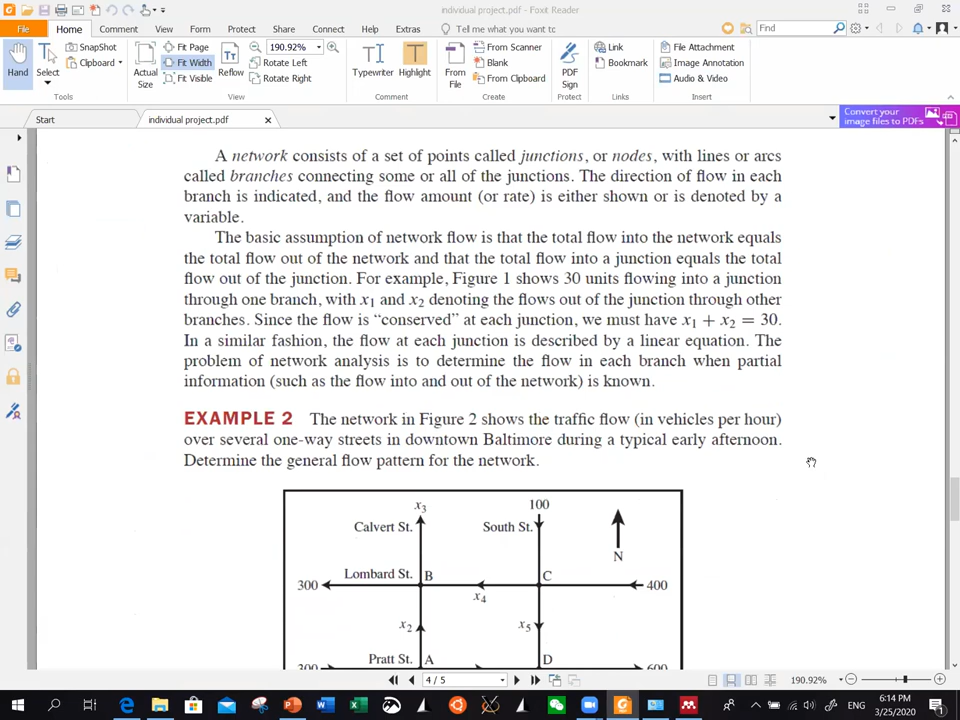 individual project.pdf - Foxit Reader
File Home Comment View Form Protect Share Connect Help Extras Tell me what you want tc Find
Hand Select SnapShot Clipboard Actual Size Fit Page Fit Width Fit Visible Reflow 190.92% Rotate Left Rotate Right Typewriter Highlight From File From Scanner Blank From Clipboard PDF Sign Link Bookmark File Attachment Image Annotation Audio & Video
Tools View Comment Create Protect Links Insert
Start individual project.pdf Convert your image files to PDFs
A network consists of a set of points called junctions, or nodes, with lines or arcs
called branches connecting some or all of the junctions. The direction of flow in each
branch is indicated, and the flow amount (or rate) is either shown or is denoted by a
variable.
The basic assumption of network flow is that the total flow into the network equals
the total flow out of the network and that the total flow into a junction equals the total
flow out of the junction. For example, Figure 1 shows 30 units flowing into a junction
through one branch, with x1 and x2 denoting the flows out of the junction through other
branches. Since the flow is “conserved” at each junction, we must have x1 + x2 = 30.
In a similar fashion, the flow at each junction is described by a linear equation. The
problem of network analysis is to determine the flow in each branch when partial
information (such as the flow into and out of the network) is known.
EXAMPLE 2 The network in Figure 2 shows the traffic flow (in vehicles per hour)
over several one-way streets in downtown Baltimore during a typical early afternoon.
Determine the general flow pattern for the network.
x3 100
Calvert St. South St.
N
Lombard St. B C
300 400
x4
x2 x5
Pratt St. A D
300 600
4 / 5 190.92%
ENG 6:14 PM
3/25/2020